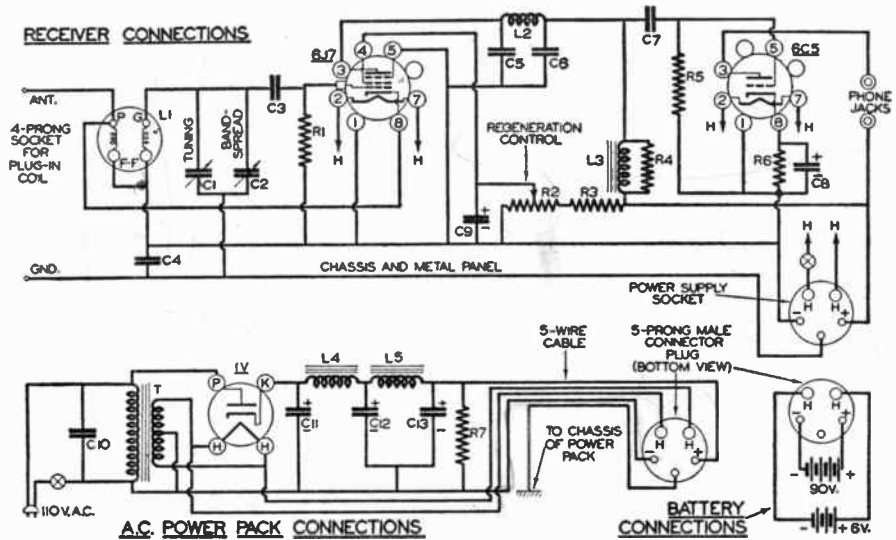 RECEIVER CONNECTIONS
ANT.
4-PRONG
SOCKET
FOR
PLUG-IN
COIL
P
G
L1
F-F
TUNING
BAND-
SPREAD
C1
C2
C3
C4
GND.
R1
6J7
3
4
5
2
7
1
8
H
H
L2
C5
C6
C7
REGENERATION
CONTROL
C9
+
-
R2
R3
L3
R4
R5
6C5
3
5
2
7
1
8
H
H
R6
C8
+
-
PHONE
JACKS
CHASSIS AND METAL PANEL
POWER SUPPLY
SOCKET
H
H
H
H
-
+
110 V. A.C.
C10
T
1V
P
K
H
H
L4
L5
+
C11
-
+
C12
-
+
C13
-
R7
5-WIRE
CABLE
TO CHASSIS
OF POWER
PACK
5-PRONG MALE
CONNECTOR
PLUG
(BOTTOM VIEW)
H
H
-
+
H
H
-
+
- 90V. +
- + 6V.
BATTERY
CONNECTIONS
A.C. POWER PACK CONNECTIONS